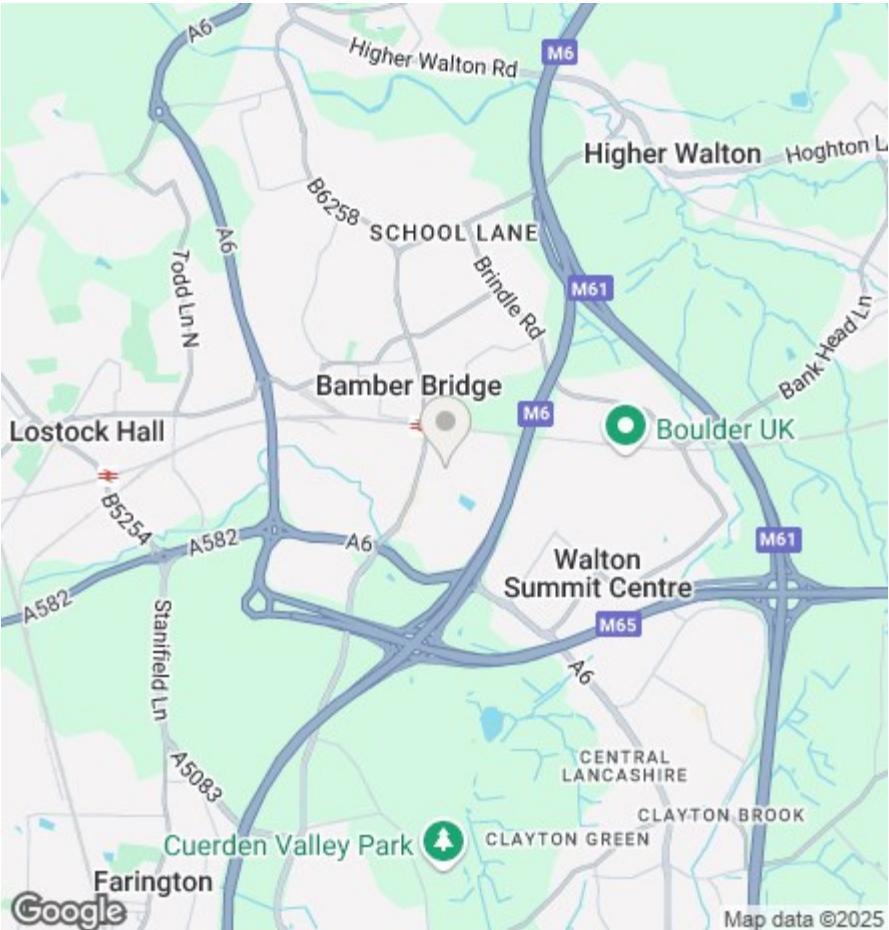 A6
Higher Walton Rd
M6
Higher Walton
Hoghton L
B6258
SCHOOL LANE
A6
Todd Ln N
Brindle Rd
M61
Bank Head Ln
Bamber Bridge
M6
Boulder UK
Lostock Hall
B5254
A582
A6
M61
Walton
Summit Centre
A582
M65
Stanifield Ln
A6
A5083
CENTRAL
LANCASHIRE
CLAYTON BROOK
Cuerden Valley Park
CLAYTON GREEN
Farington
Google
Map data ©2025